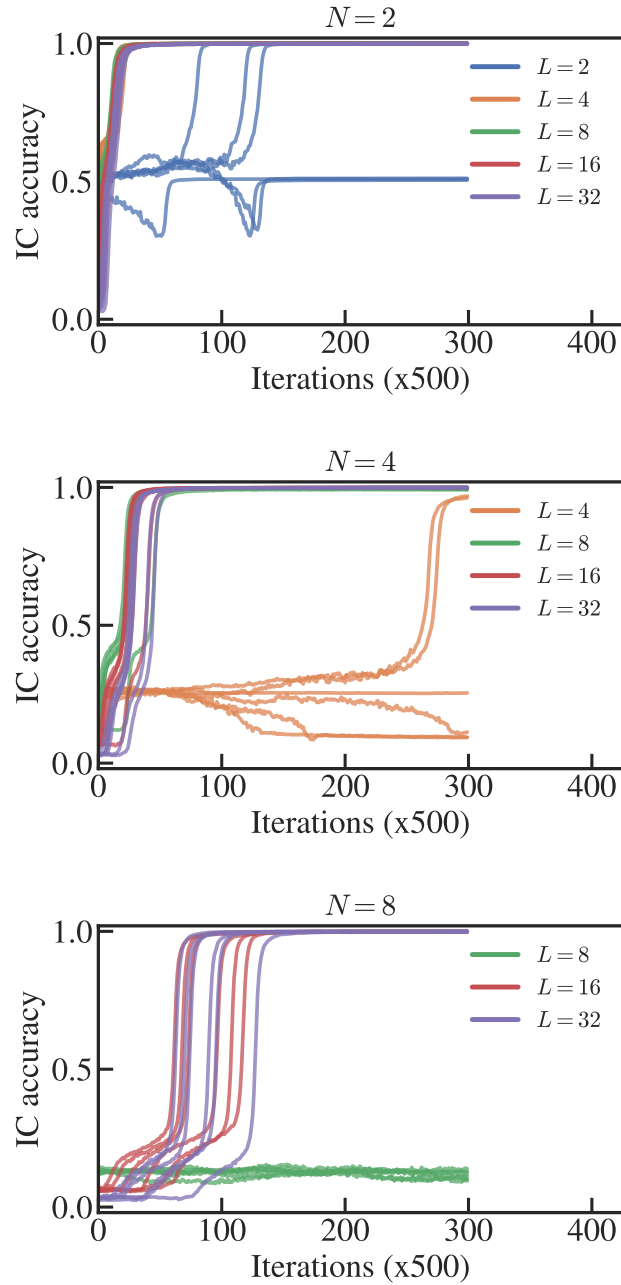 N = 2
IC accuracy
1.0
0.5
0.0
L = 2
L = 4
L = 8
L = 16
L = 32
0 100 200 300 400
Iterations (x500)
N = 4
IC accuracy
1.0
0.5
0.0
L = 4
L = 8
L = 16
L = 32
0 100 200 300 400
Iterations (x500)
N = 8
IC accuracy
1.0
0.5
0.0
L = 8
L = 16
L = 32
0 100 200 300 400
Iterations (x500)